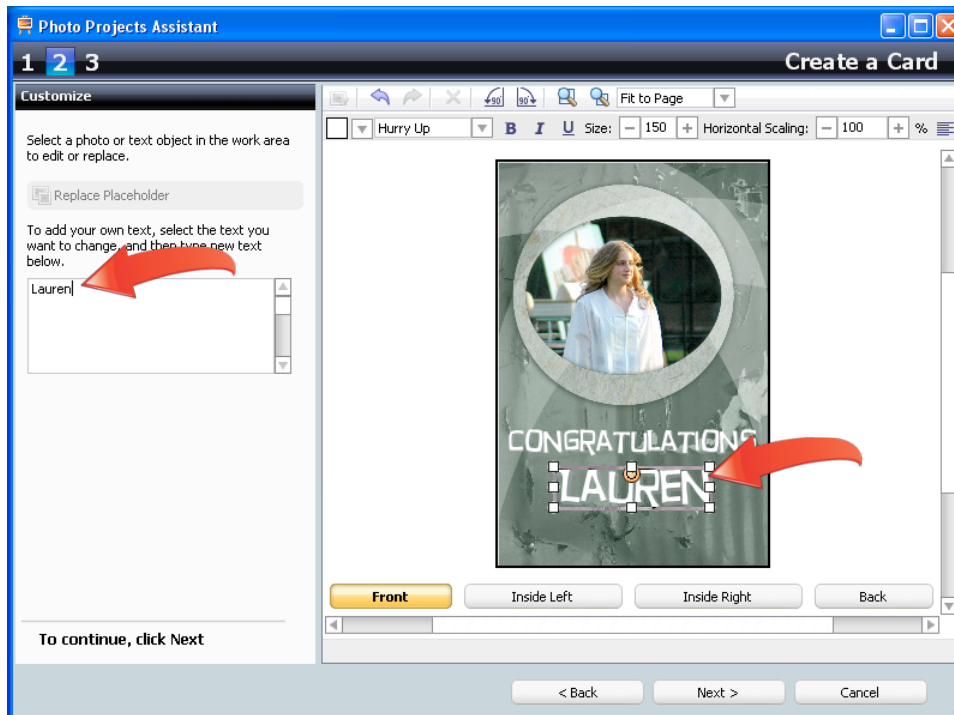 Photo Projects Assistant
1 2 3
Create a Card
Customize
Select a photo or text object in the work area
to edit or replace.
Replace Placeholder
To add your own text, select the text you
want to change, and then type new text
below.
Lauren
To continue, click Next
90° 90° Fit to Page
Hurry Up B I U Size: − 150 + Horizontal Scaling: − 100 + %
CONGRATULATIONS
LAUREN
Front Inside Left Inside Right Back
< Back Next > Cancel